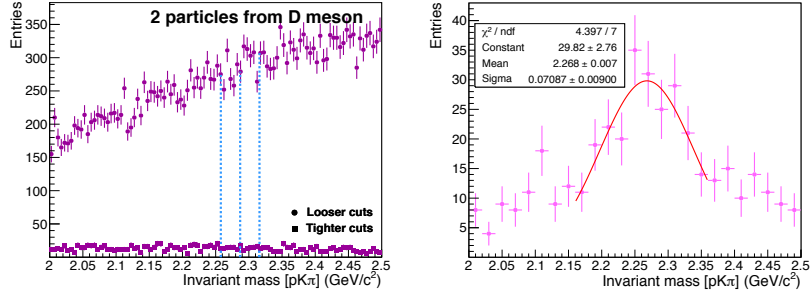 Entries
2 particles from D meson
350
300
250
200
150
100
50
Looser cuts
Tighter cuts
2 2.05 2.1 2.15 2.2 2.25 2.3 2.35 2.4 2.45 2.5
Invariant mass [pKπ] (GeV/c²)
Entries
χ² / ndf 4.397 / 7
Constant 29.82 ± 2.76
Mean 2.268 ± 0.007
Sigma 0.07087 ± 0.00900
40
35
30
25
20
15
10
5
2 2.05 2.1 2.15 2.2 2.25 2.3 2.35 2.4 2.45 2.5
Invariant mass [pKπ] (GeV/c²)